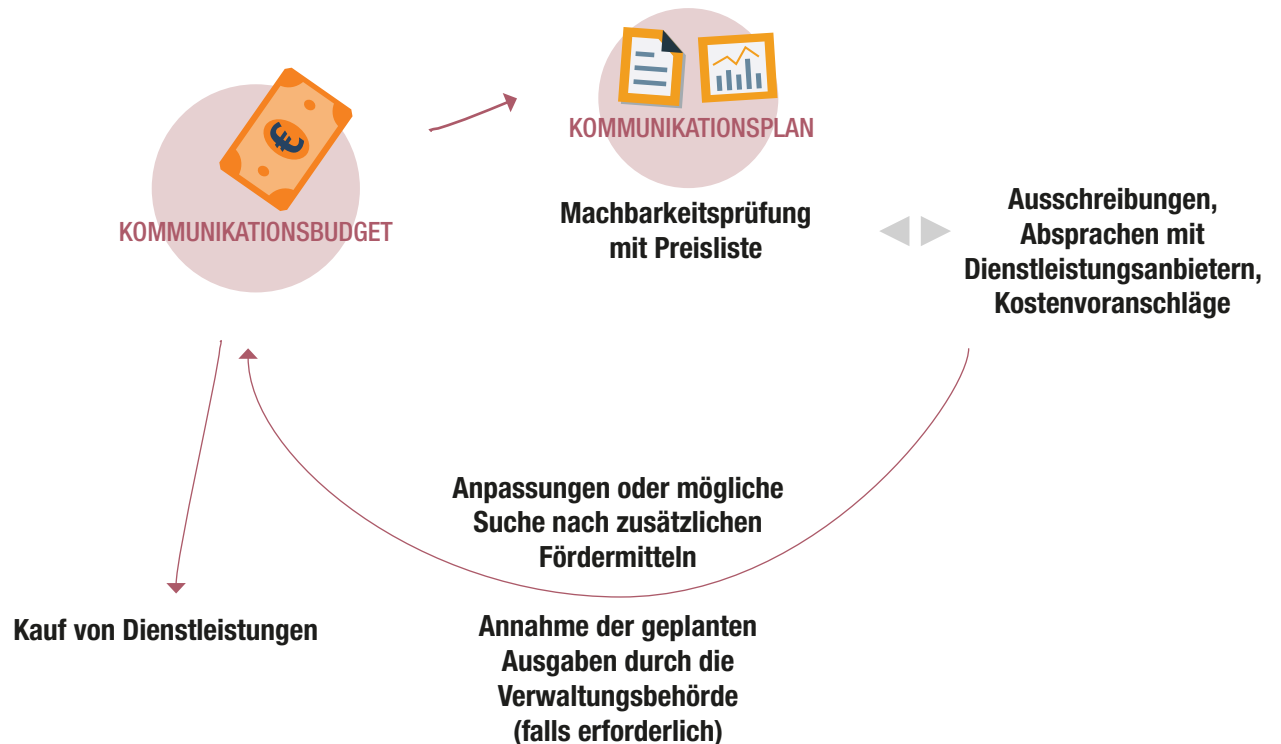 KOMMUNIKATIONSBUDGET
KOMMUNIKATIONSPLAN
Machbarkeitsprüfung
mit Preisliste
Ausschreibungen,
Absprachen mit
Dienstleistungsanbietern,
Kostenvoranschläge
Anpassungen oder mögliche
Suche nach zusätzlichen
Fördermitteln
Annahme der geplanten
Ausgaben durch die
Verwaltungsbehörde
(falls erforderlich)
Kauf von Dienstleistungen